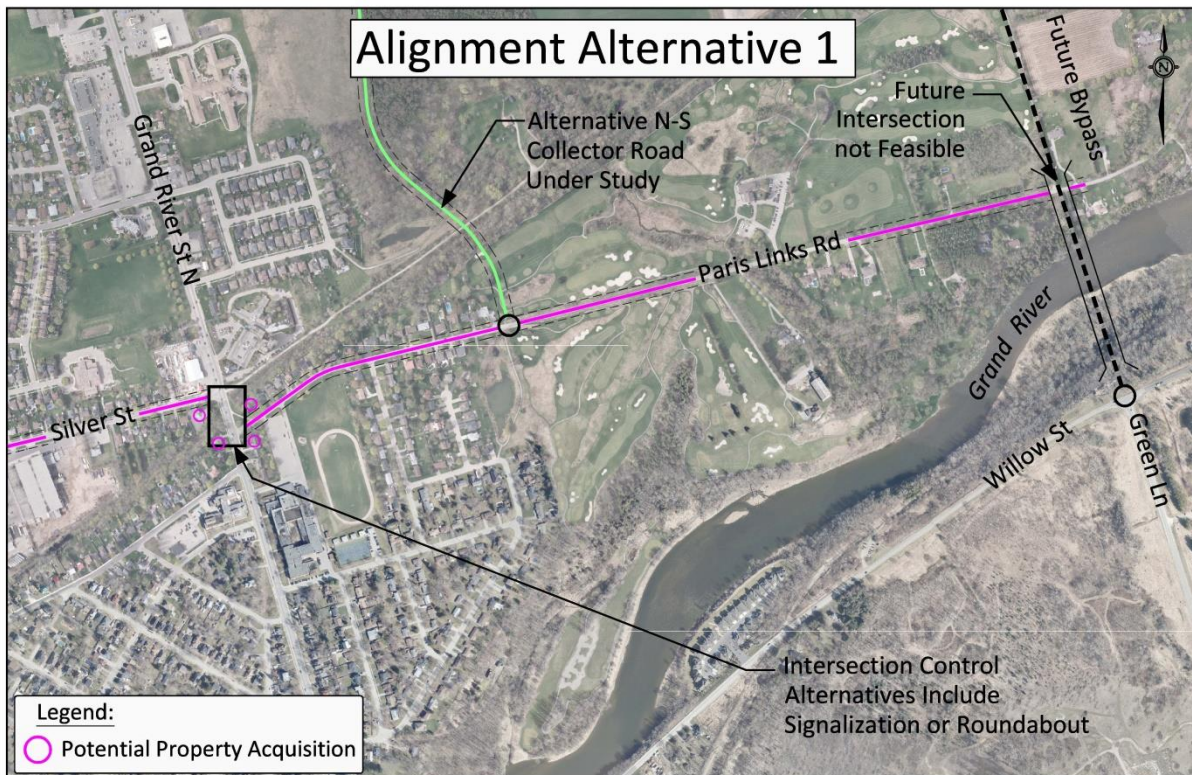 Alignment Alternative 1
Grand River St N
Alternative N-S
Collector Road
Under Study
Future
Intersection
not Feasible
Future Bypass
N
Paris Links Rd
Silver St
Grand River
Willow St
Green Ln
Intersection Control
Alternatives Include
Signalization or Roundabout
Legend:
Potential Property Acquisition